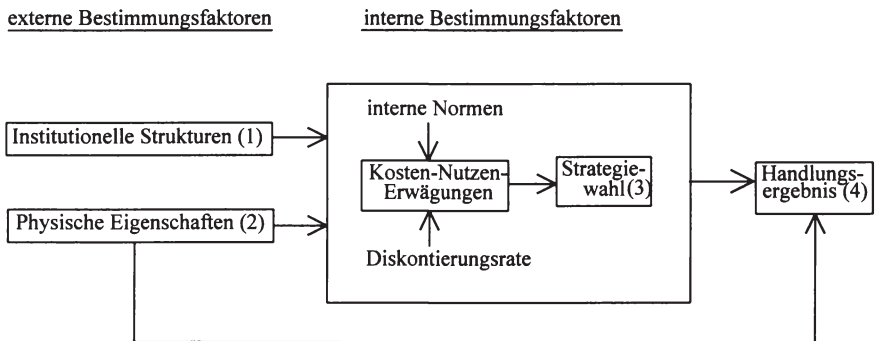 externe Bestimmungsfaktoren
interne Bestimmungsfaktoren
Institutionelle Strukturen (1)
Physische Eigenschaften (2)
interne Normen
Kosten-Nutzen-
Erwägungen
Diskontierungsrate
Strategie-
wahl(3)
Handlungs-
ergebnis (4)